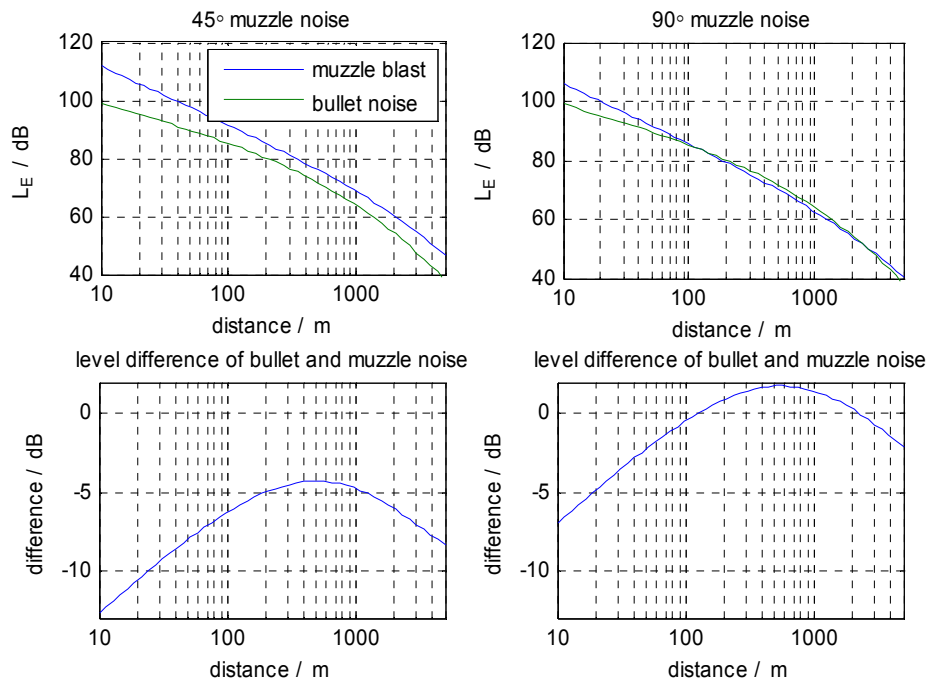 45° muzzle noise
120
100
80
60
40
L_E / dB
muzzle blast
bullet noise
10
100
1000
distance / m
90° muzzle noise
120
100
80
60
40
L_E / dB
10
100
1000
distance / m
level difference of bullet and muzzle noise
0
-5
-10
difference / dB
10
100
1000
distance / m
level difference of bullet and muzzle noise
0
-5
-10
difference / dB
10
100
1000
distance / m